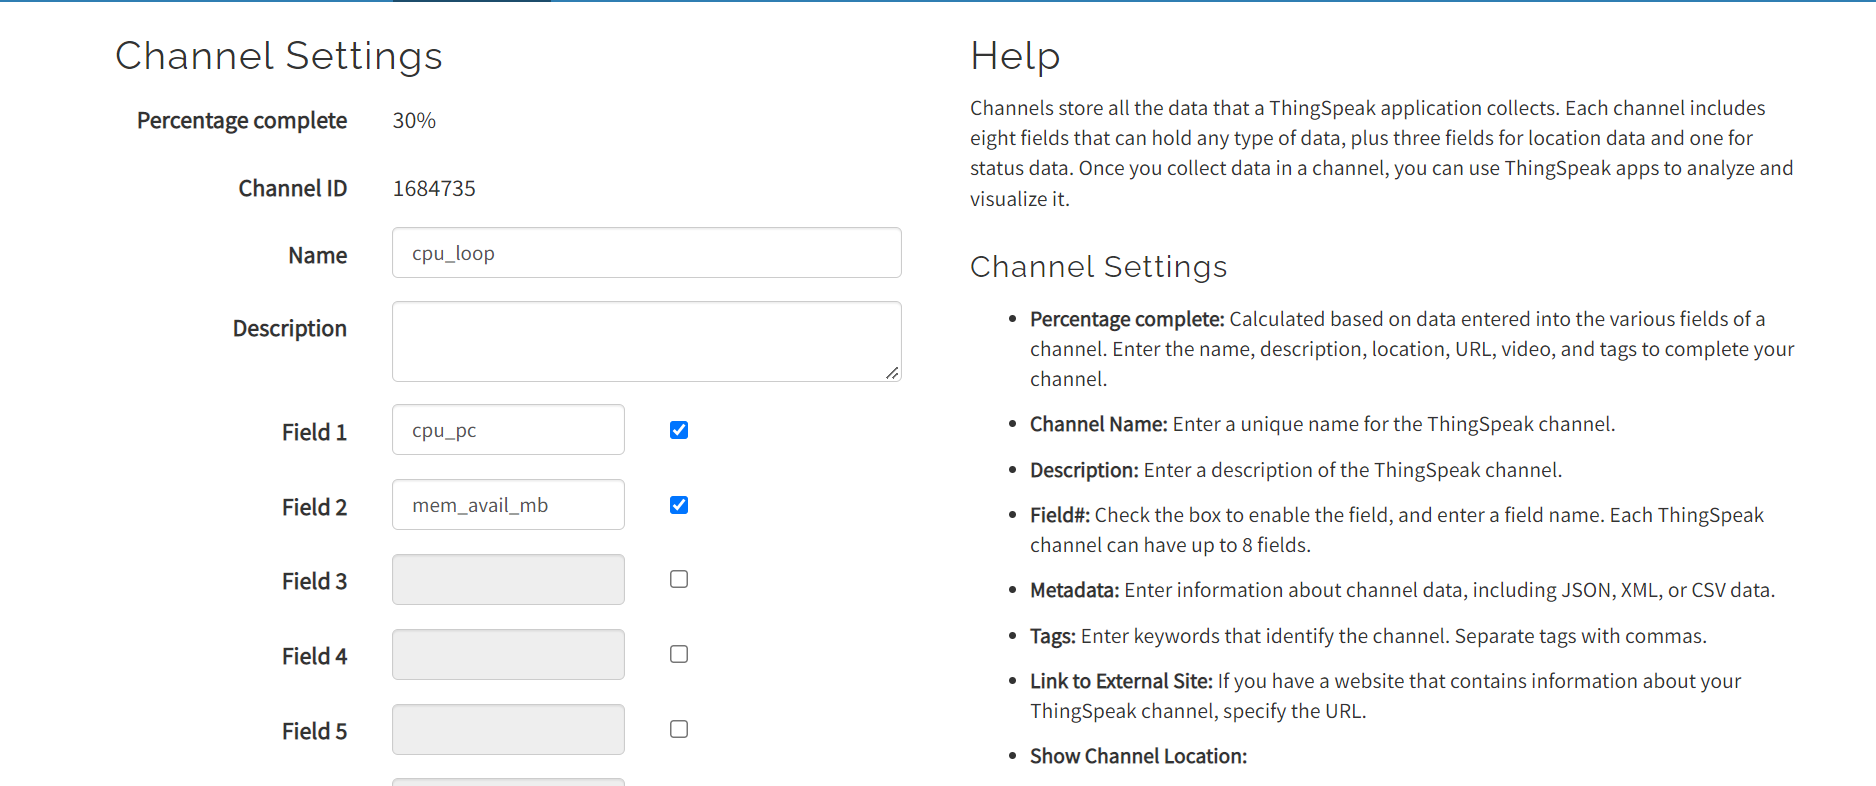 Channel Settings
Percentage complete 30%
Channel ID 1684735
Name cpu_loop
Description
Field 1 cpu_pc
Field 2 mem_avail_mb
Field 3
Field 4
Field 5
Help
Channels store all the data that a ThingSpeak application collects. Each channel includes
eight fields that can hold any type of data, plus three fields for location data and one for
status data. Once you collect data in a channel, you can use ThingSpeak apps to analyze and
visualize it.
Channel Settings
• Percentage complete: Calculated based on data entered into the various fields of a
channel. Enter the name, description, location, URL, video, and tags to complete your
channel.
• Channel Name: Enter a unique name for the ThingSpeak channel.
• Description: Enter a description of the ThingSpeak channel.
• Field#: Check the box to enable the field, and enter a field name. Each ThingSpeak
channel can have up to 8 fields.
• Metadata: Enter information about channel data, including JSON, XML, or CSV data.
• Tags: Enter keywords that identify the channel. Separate tags with commas.
• Link to External Site: If you have a website that contains information about your
ThingSpeak channel, specify the URL.
• Show Channel Location: